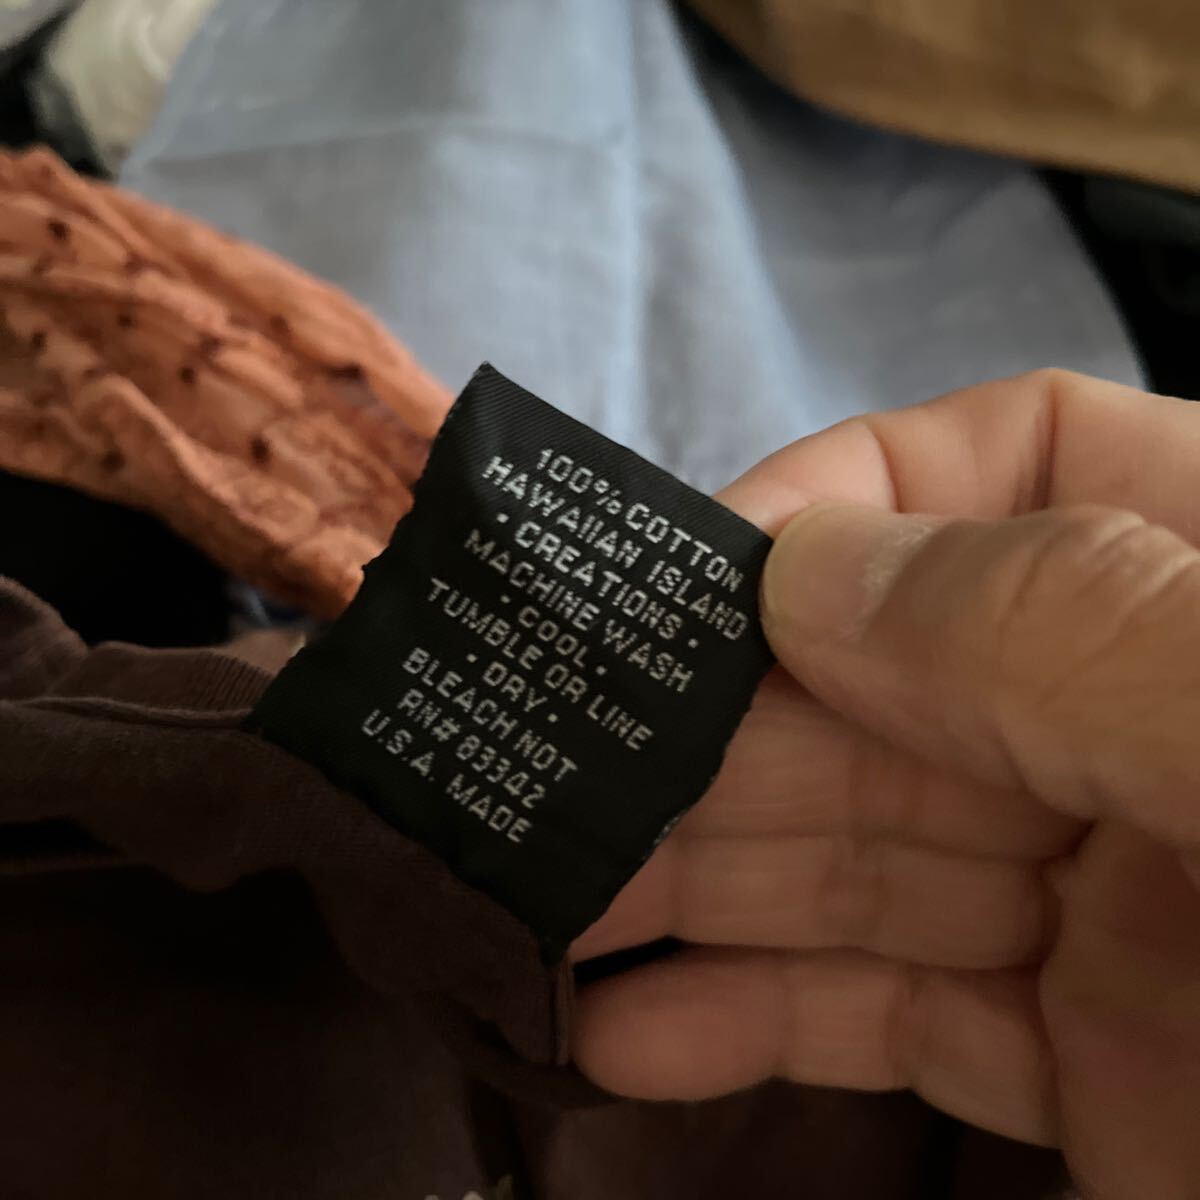 100% COTTON
HAWAIIAN ISLAND
• CREATIONS •
MACHINE WASH
• COOL •
TUMBLE OR LINE
• DRY •
BLEACH NOT
RN# 83342
U.S.A. MADE